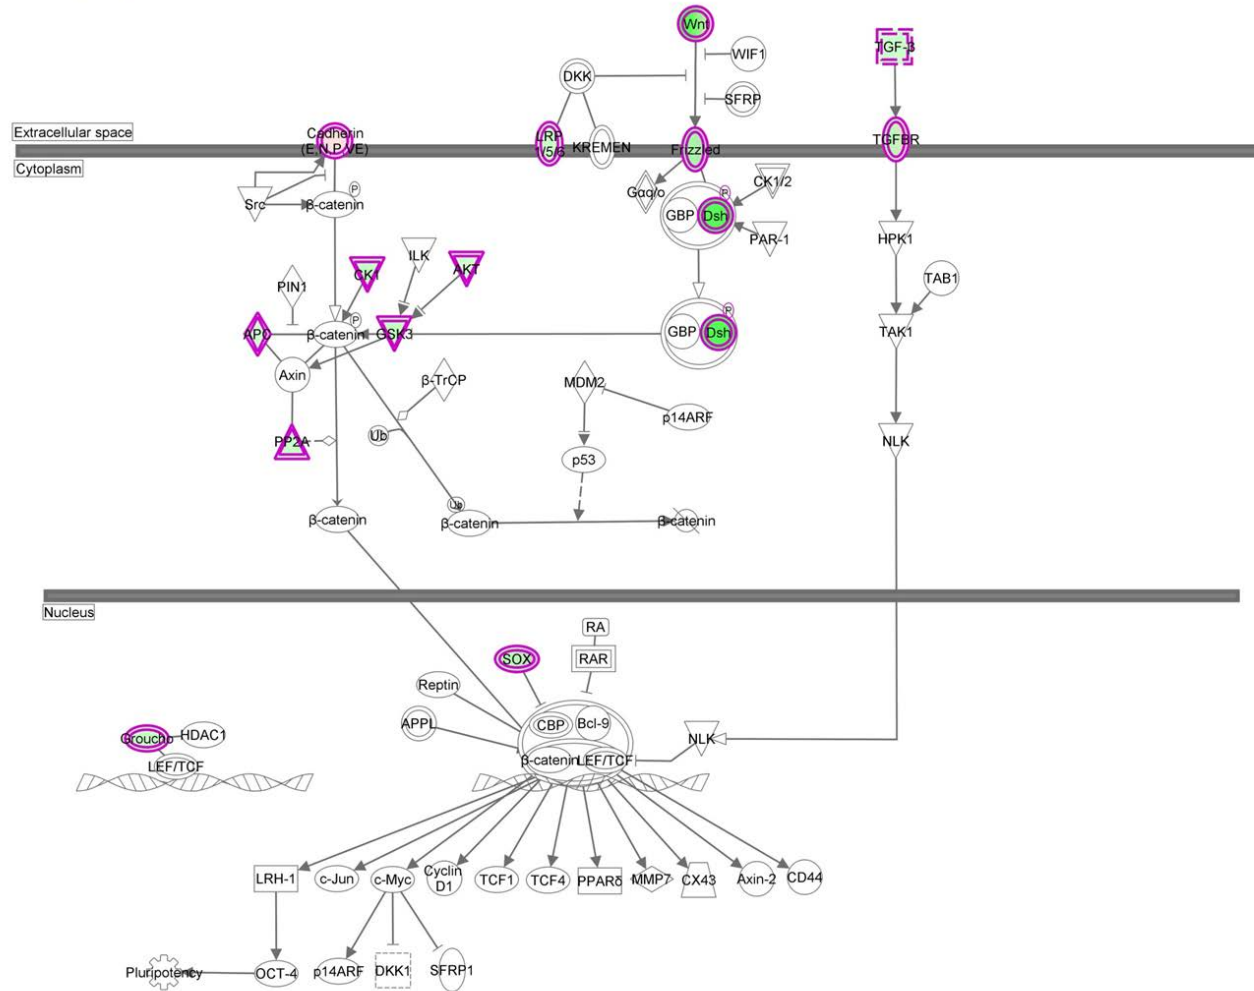 Wnt
TGF-β
WIF1
DKK
SFRP
Extracellular space
Cadherin
(E,N,P,VE)
LRP
1/5/6
KREMEN
Frizzled
TGFBR
Cytoplasm
Src
β-catenin
P
Gαq/o
GBP
Dsh
P
CK1/2
PAR-1
HPK1
PIN1
CK1
ILK
AKT
TAB1
APC
β-catenin
P
GSK3
GBP
Dsh
P
TAK1
Axin
β-TrCP
MDM2
p14ARF
PP2A
Ub
p53
NLK
β-catenin
Ub
β-catenin
β-catenin
Nucleus
RA
SOX
RAR
Reptin
APPL
CBP
Bcl-9
Groucho
HDAC1
NLK
LEF/TCF
β-catenin
LEF/TCF
LRH-1
c-Jun
c-Myc
Cyclin
D1
TCF1
TCF4
PPARδ
MMP7
CX43
Axin-2
CD44
Pluripotency
OCT-4
p14ARF
DKK1
SFRP1